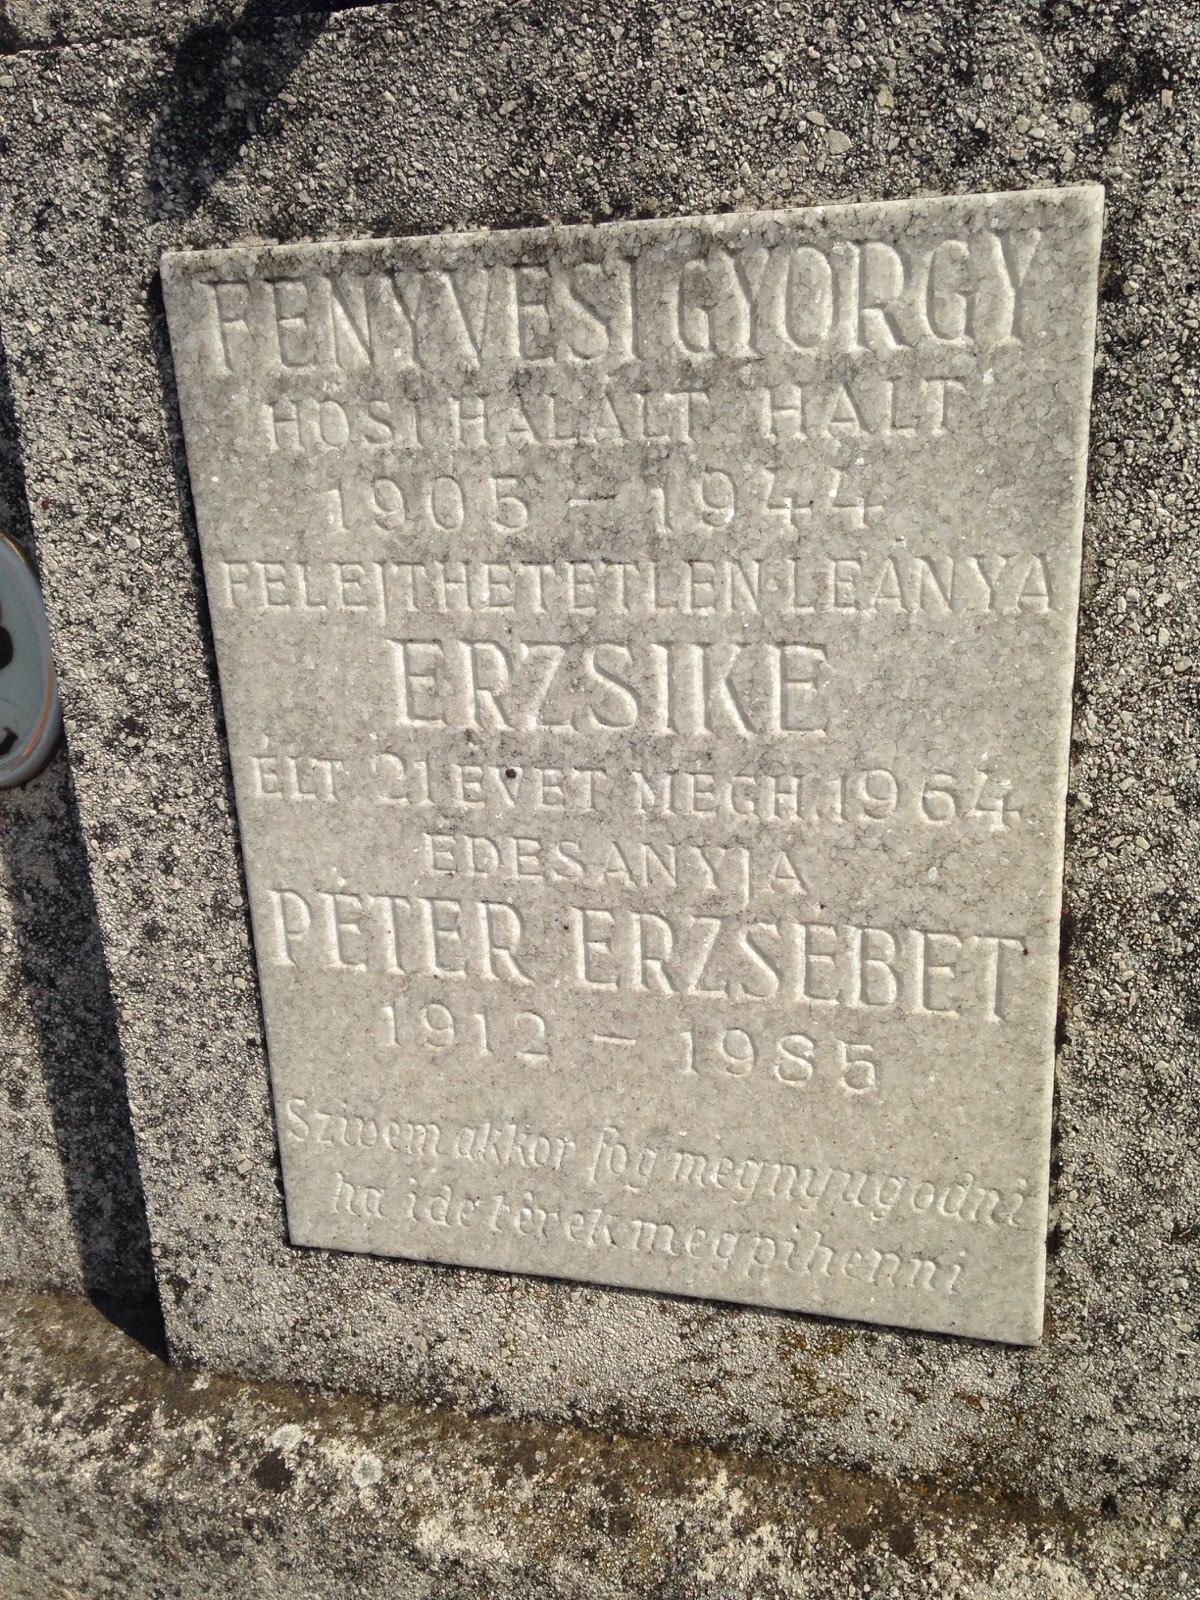 FENYVESI GYÖRGY
HŐSI HALÁLT HALT
1905 – 1944
FELEJTHETETLEN LEÁNYA
ERZSIKE
ÉLT 21 ÉVET MEGH. 1964
ÉDESANYJA
PÉTER ERZSÉBET
1912 – 1985
Szivem akkor fog megnyugodni
ha ide térek megpihenni